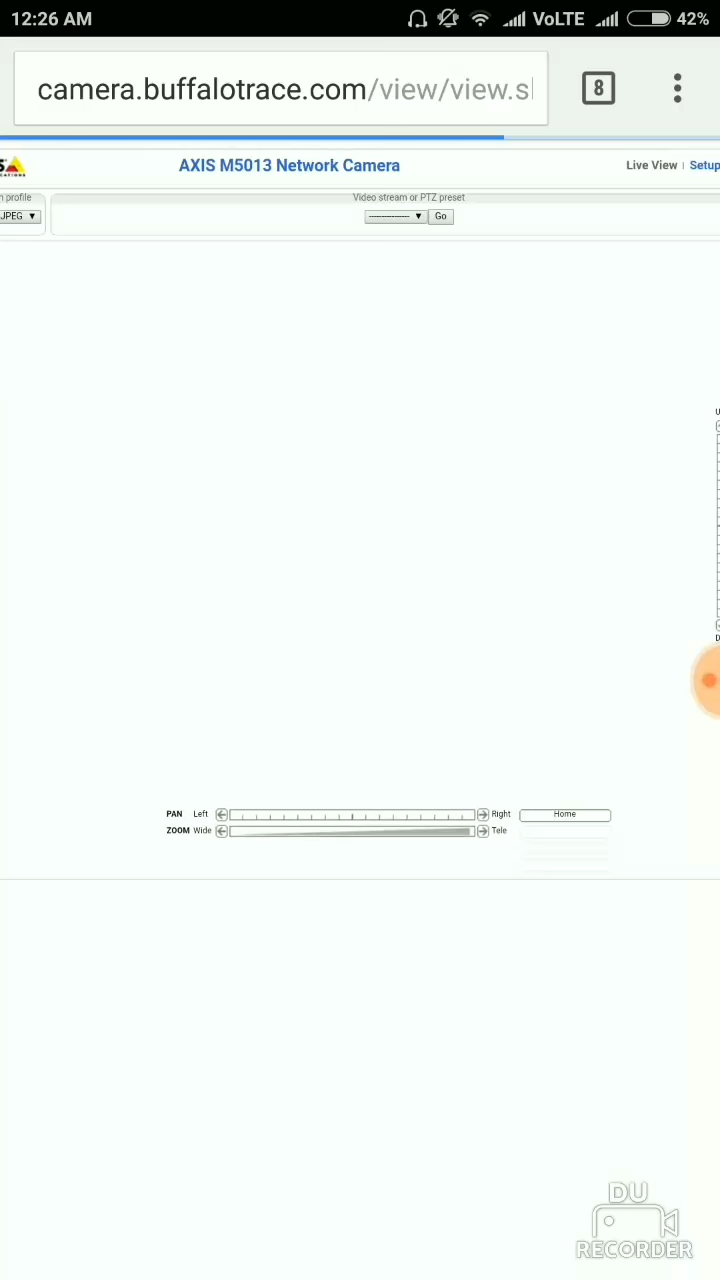 12:26 AM VoLTE 42%
camera.buffalotrace.com/view/view.s
8
AXIS M5013 Network Camera
Live View | Setup
profile
Video stream or PTZ preset
JPEG ▼
--------------- ▼ Go
PAN Left Right Home
ZOOM Wide Tele
DU
RECORDER